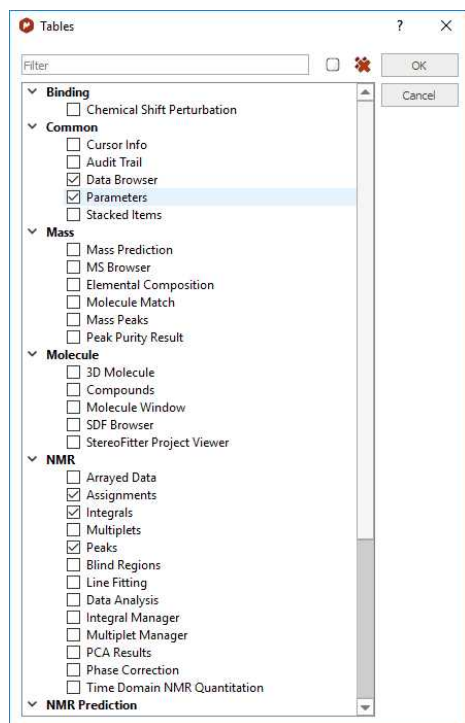 Tables
?
Filter
OK
Cancel
Binding
Chemical Shift Perturbation
Common
Cursor Info
Audit Trail
Data Browser
Parameters
Stacked Items
Mass
Mass Prediction
MS Browser
Elemental Composition
Molecule Match
Mass Peaks
Peak Purity Result
Molecule
3D Molecule
Compounds
Molecule Window
SDF Browser
StereoFitter Project Viewer
NMR
Arrayed Data
Assignments
Integrals
Multiplets
Peaks
Blind Regions
Line Fitting
Data Analysis
Integral Manager
Multiplet Manager
PCA Results
Phase Correction
Time Domain NMR Quantitation
NMR Prediction